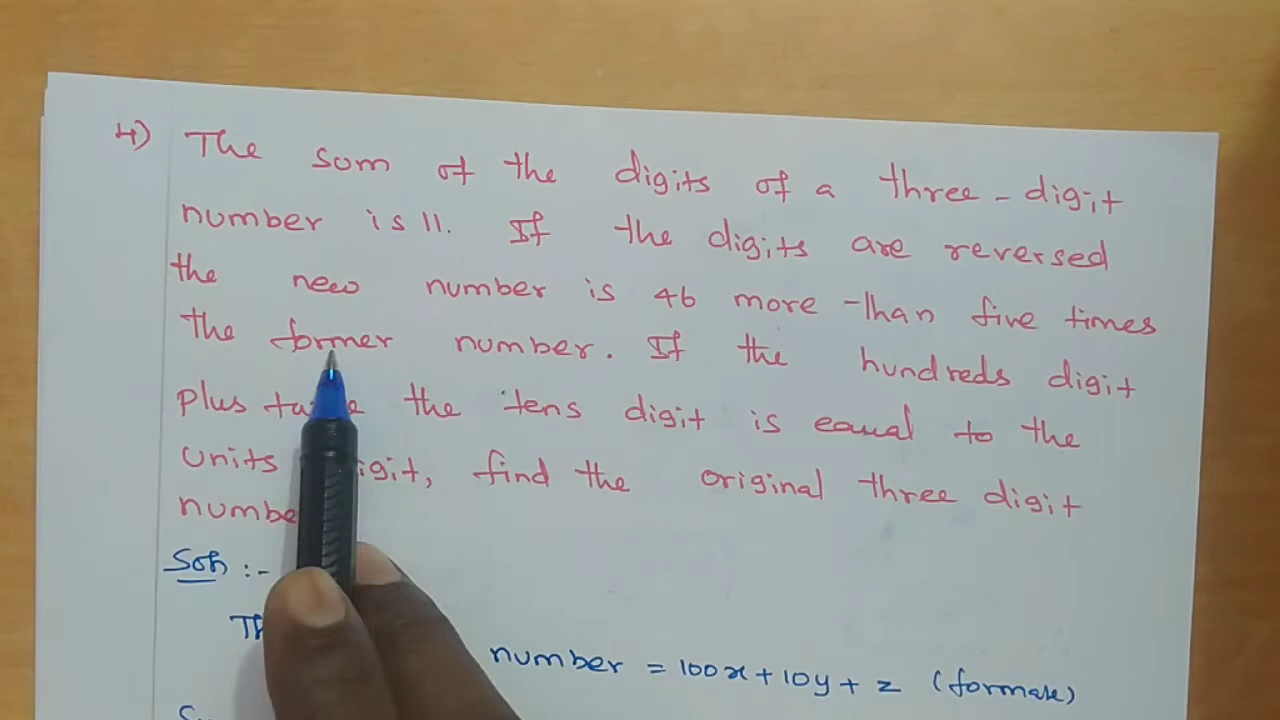 4) The sum of the digits of a three-digit
number is 11. If the digits are reversed
the new number is 46 more than five times
the former number. If the hundreds digit
plus the tens digit is equal to the
units digit, find the original three digit
Soln :-
number = 100x + 10y + z (formate)